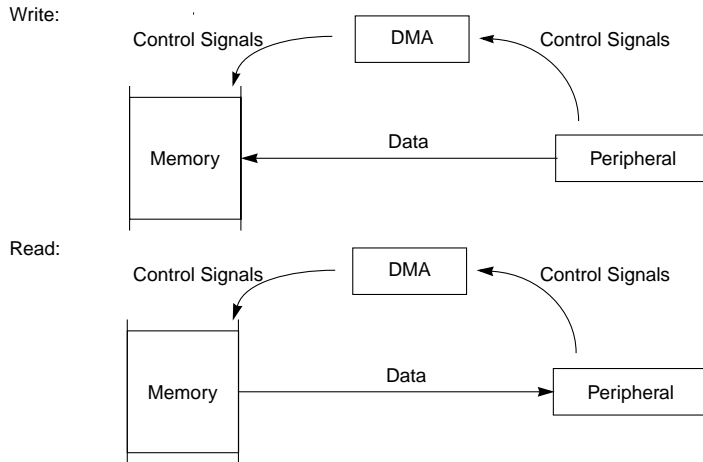 Write:
Control Signals
DMA
Control Signals
Memory
Data
Peripheral
Read:
Control Signals
DMA
Control Signals
Memory
Data
Peripheral